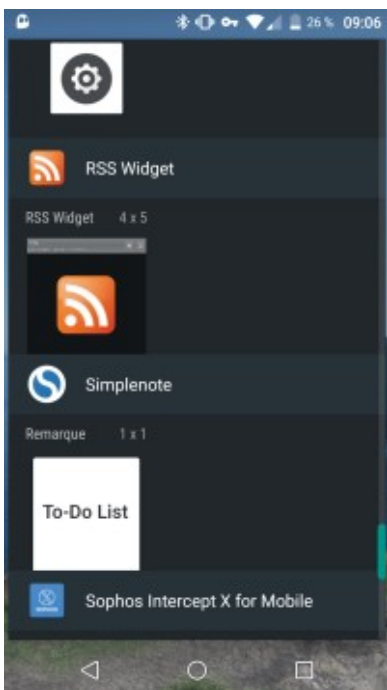 26 % 09:06
RSS Widget
RSS Widget 4 x 5
Simplenote
Remarque 1 x 1
To-Do List
Sophos Intercept X for Mobile